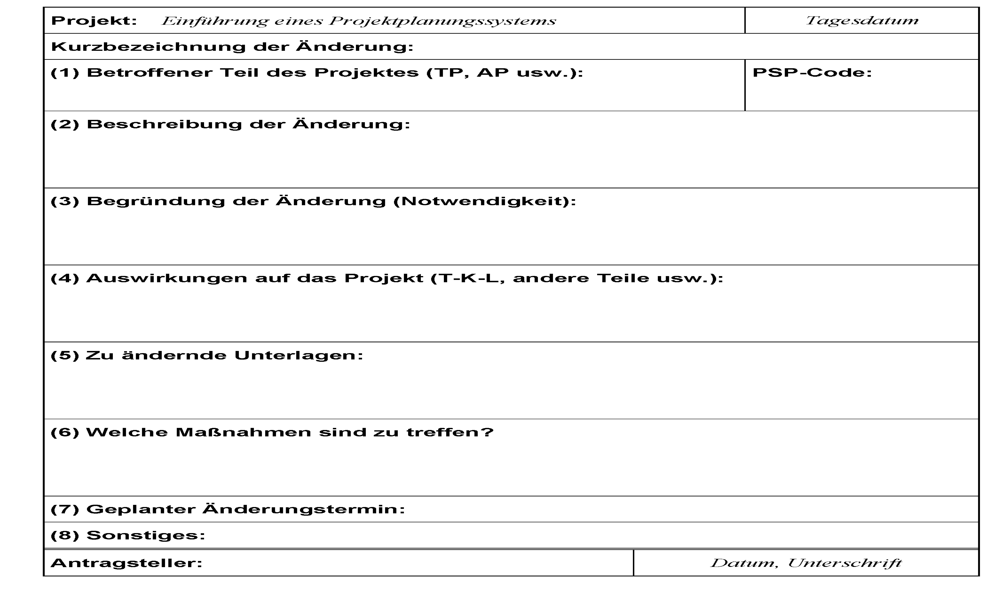 Projekt: Einführung eines Projektplanungssystems Tagesdatum
Kurzbezeichnung der Änderung:
(1) Betroffener Teil des Projektes (TP, AP usw.): PSP-Code:
(2) Beschreibung der Änderung:
(3) Begründung der Änderung (Notwendigkeit):
(4) Auswirkungen auf das Projekt (T-K-L, andere Teile usw.):
(5) Zu ändernde Unterlagen:
(6) Welche Maßnahmen sind zu treffen?
(7) Geplanter Änderungstermin:
(8) Sonstiges:
Antragsteller: Datum, Unterschrift